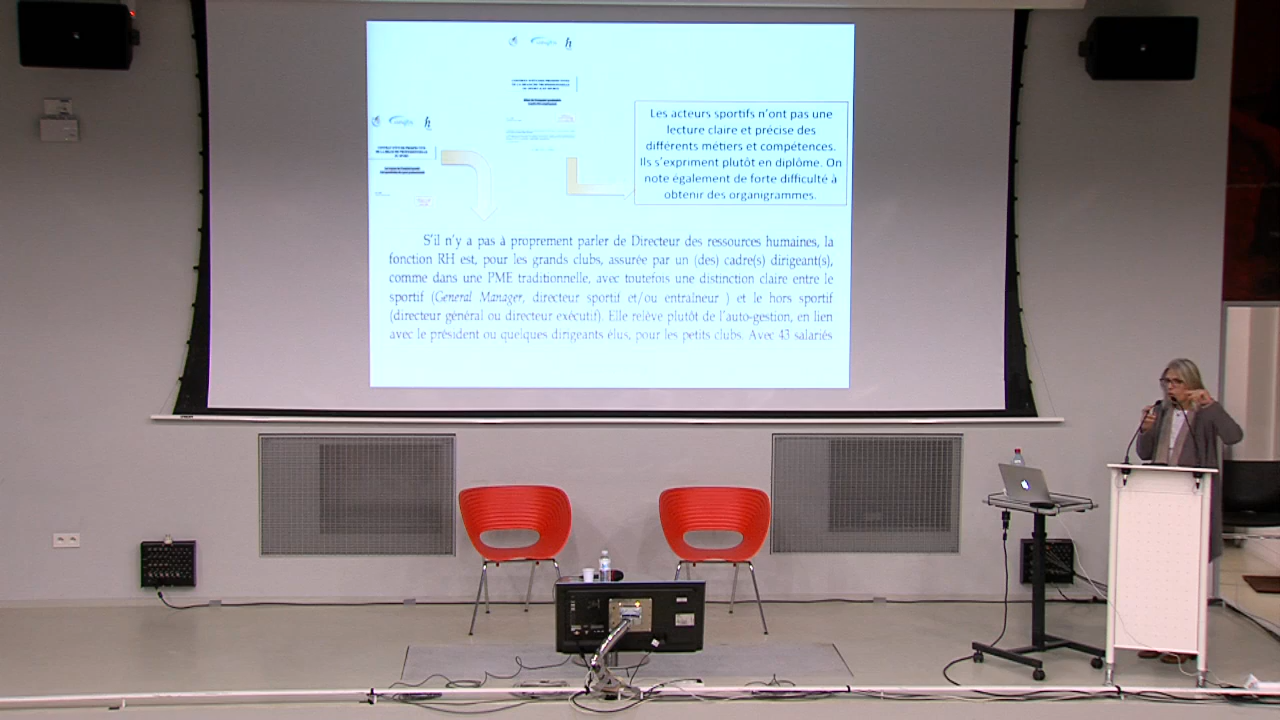 Les acteurs sportifs n'ont pas une
lecture claire et précise des
différents métiers et compétences.
Ils s'expriment plutôt en diplôme. On
note également de forte difficulté à
obtenir des organigrammes.
S'il n'y a pas à proprement parler de Directeur des ressources humaines, la
fonction RH est, pour les grands clubs, assurée par un (des) cadre(s) dirigeant(s),
comme dans une PME traditionnelle, avec toutefois une distinction claire entre le
sportif (General Manager, directeur sportif et/ou entraîneur ) et le hors sportif
(directeur général ou directeur exécutif). Elle relève plutôt de l'auto-gestion, en lien
avec le président ou quelques dirigeants élus, pour les petits clubs. Avec 43 salariés